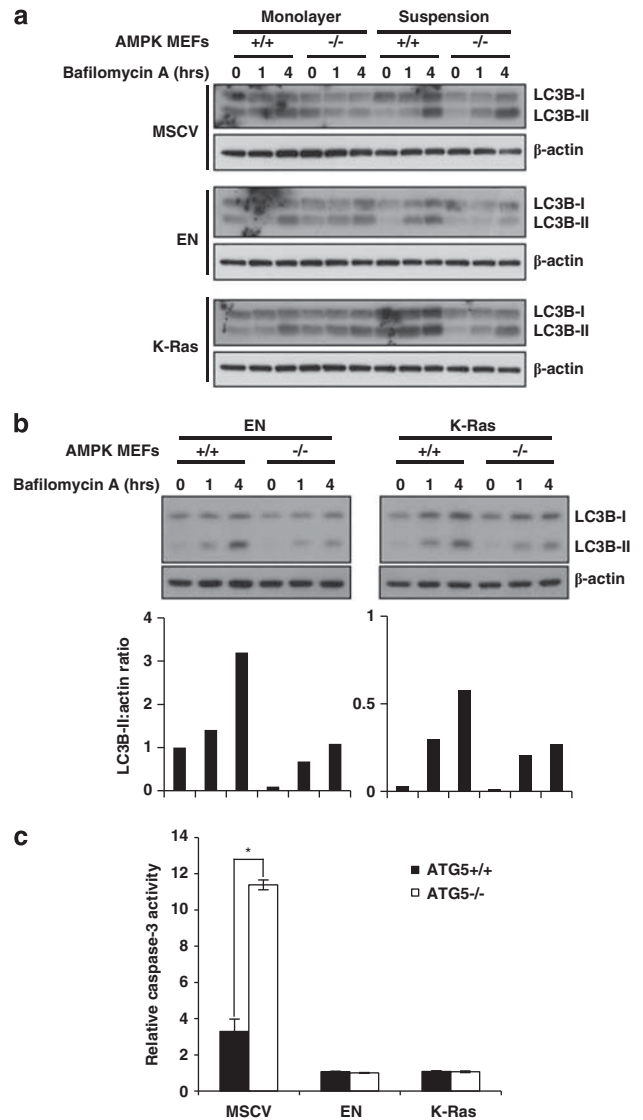 a
Monolayer Suspension
AMPK MEFs +/+ -/- +/+ -/-
Bafilomycin A (hrs) 0 1 4 0 1 4 0 1 4 0 1 4
MSCV
LC3B-I
LC3B-II
β-actin
EN
LC3B-I
LC3B-II
β-actin
K-Ras
LC3B-I
LC3B-II
β-actin
b
EN K-Ras
AMPK MEFs +/+ -/- +/+ -/-
Bafilomycin A (hrs) 0 1 4 0 1 4 0 1 4 0 1 4
LC3B-I
LC3B-II
β-actin
LC3B-II:actin ratio
4
3
2
1
0
1
0.5
0
c
Relative caspase-3 activity
14
12
10
8
6
4
2
0
*
ATG5+/+
ATG5-/-
MSCV EN K-Ras